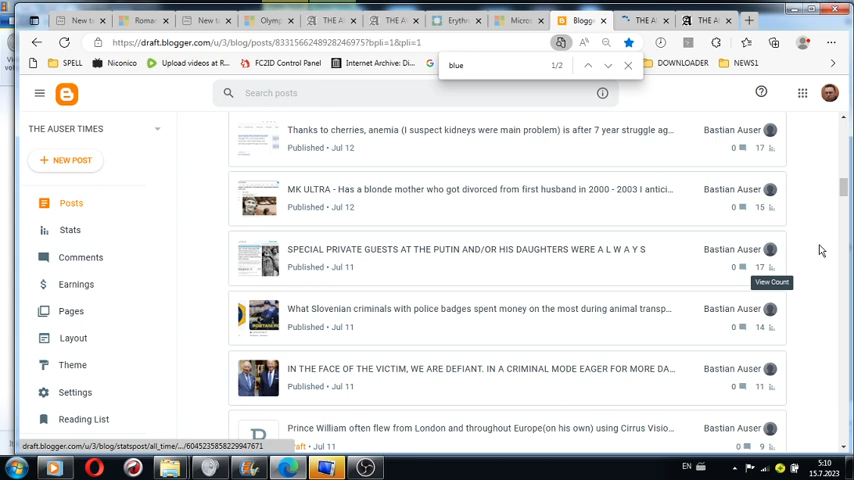 New ta
Roman
New ta
Olymp
THE AU
THE AU
Erythr
Micros
Blogge
THE AU
THE AU
https://draft.blogger.com/u/3/blog/posts/8331566248928246975?bpli=1&pli=1
SPELL
Niconico
Upload videos at R...
FC2ID Control Panel
Internet Archive: Di...
blue
1/2
DOWNLOADER
NEWS1
Search posts
THE AUSER TIMES
NEW POST
Posts
Stats
Comments
Earnings
Pages
Layout
Theme
Settings
Reading List
Thanks to cherries, anemia (I suspect kidneys were main problem) is after 7 year struggle ag...
Bastian Auser
Published • Jul 12
0 17
MK ULTRA - Has a blonde mother who got divorced from first husband in 2000 - 2003 I antici...
Bastian Auser
Published • Jul 12
0 15
SPECIAL PRIVATE GUESTS AT THE PUTIN AND/OR HIS DAUGHTERS WERE A L W A Y S
Bastian Auser
Published • Jul 11
0 17
View Count
What Slovenian criminals with police badges spent money on the most during animal transp...
Bastian Auser
Published • Jul 11
0 14
IN THE FACE OF THE VICTIM, WE ARE DEFIANT. IN A CRIMINAL MODE EAGER FOR MORE DA...
Bastian Auser
Published • Jul 11
0 11
Prince William often flew from London and throughout Europe(on his own) using Cirrus Visio...
Bastian Auser
Draft • Jul 11
0 9
draft.blogger.com/u/3/blog/statspost/all_time/.../6045235858229947671
EN
5:10
15.7.2023